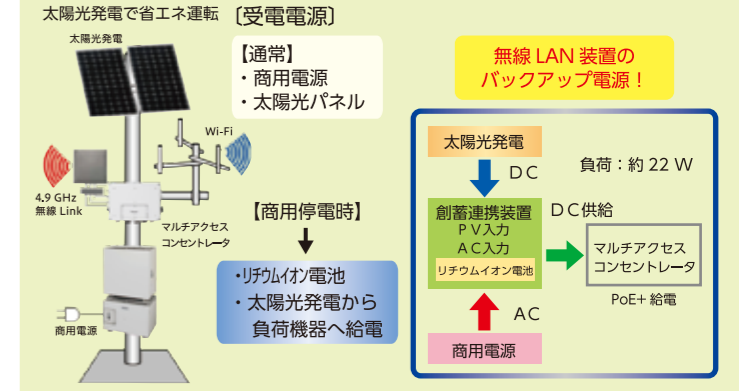 太陽光発電で省エネ運転
〔受電電源〕
太陽光発電
【通常】
・商用電源
・太陽光パネル
Wi-Fi
4.9 GHz
無線 Link
マルチアクセス
コンセントレータ
商用電源
【商用停電時】
・リチウムイオン電池
・太陽光発電から
負荷機器へ給電
無線 LAN 装置の
バックアップ電源！
太陽光発電
DC
負荷：約 22 W
創蓄連携装置
PV入力
AC入力
リチウムイオン電池
DC供給
マルチアクセス
コンセントレータ
PoE+ 給電
AC
商用電源